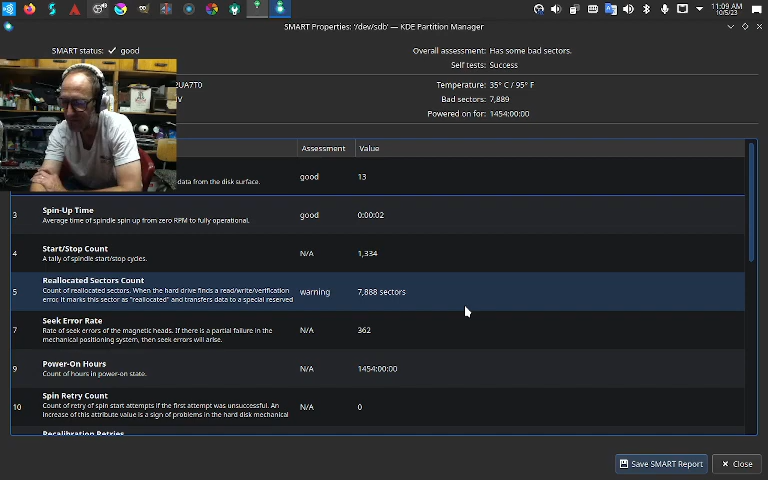 11:09 AM
10/5/23
SMART Properties: '/dev/sdb' — KDE Partition Manager
SMART status: ✓ good
Overall assessment: Has some bad sectors.
Self tests: Success
2UA7T0
Temperature: 35° C / 95° F
V
Bad sectors: 7,889
Powered on for: 1454:00:00
Assessment Value
data from the disk surface.
good 13
3 Spin-Up Time
Average time of spindle spin up from zero RPM to fully operational.
good 0:00:02
4 Start/Stop Count
A tally of spindle start/stop cycles.
N/A 1,334
5 Reallocated Sectors Count
Count of reallocated sectors. When the hard drive finds a read/write/verification
error, it marks this sector as "reallocated" and transfers data to a special reserved
warning 7,888 sectors
7 Seek Error Rate
Rate of seek errors of the magnetic heads. If there is a partial failure in the
mechanical positioning system, then seek errors will arise.
N/A 362
9 Power-On Hours
Count of hours in power-on state.
N/A 1454:00:00
10 Spin Retry Count
Count of retry of spin start attempts if the first attempt was unsuccessful. An
increase of this attribute value is a sign of problems in the hard disk mechanical
N/A 0
Recalibration Retries
Save SMART Report
Close